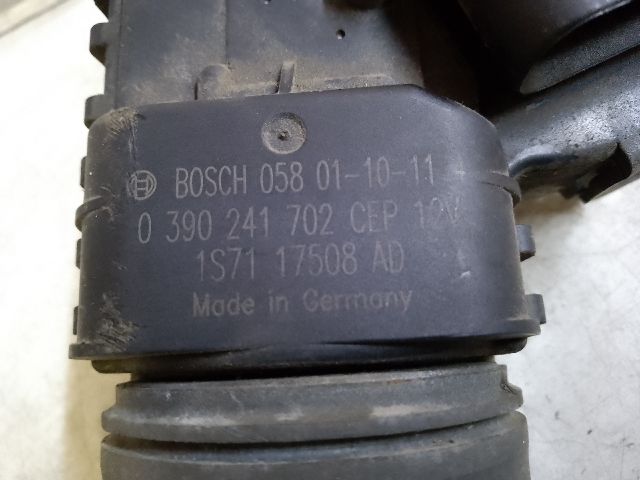 BOSCH 058 01-10-11
0 390 241 702 CEP 12V
1S71 17508 AD
Made in Germany